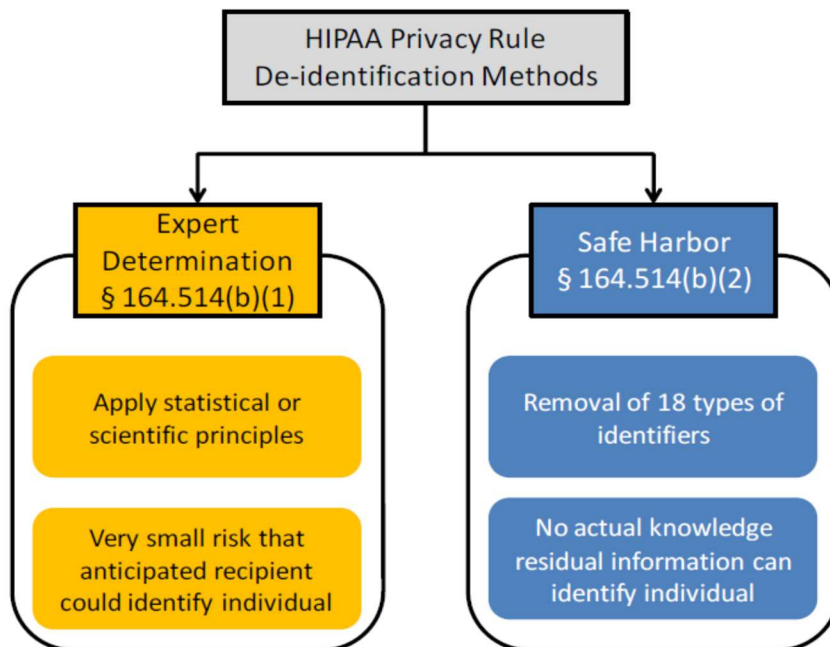 HIPAA Privacy Rule
De-identification Methods
Expert
Determination
§ 164.514(b)(1)
Apply statistical or
scientific principles
Very small risk that
anticipated recipient
could identify individual
Safe Harbor
§ 164.514(b)(2)
Removal of 18 types of
identifiers
No actual knowledge
residual information can
identify individual